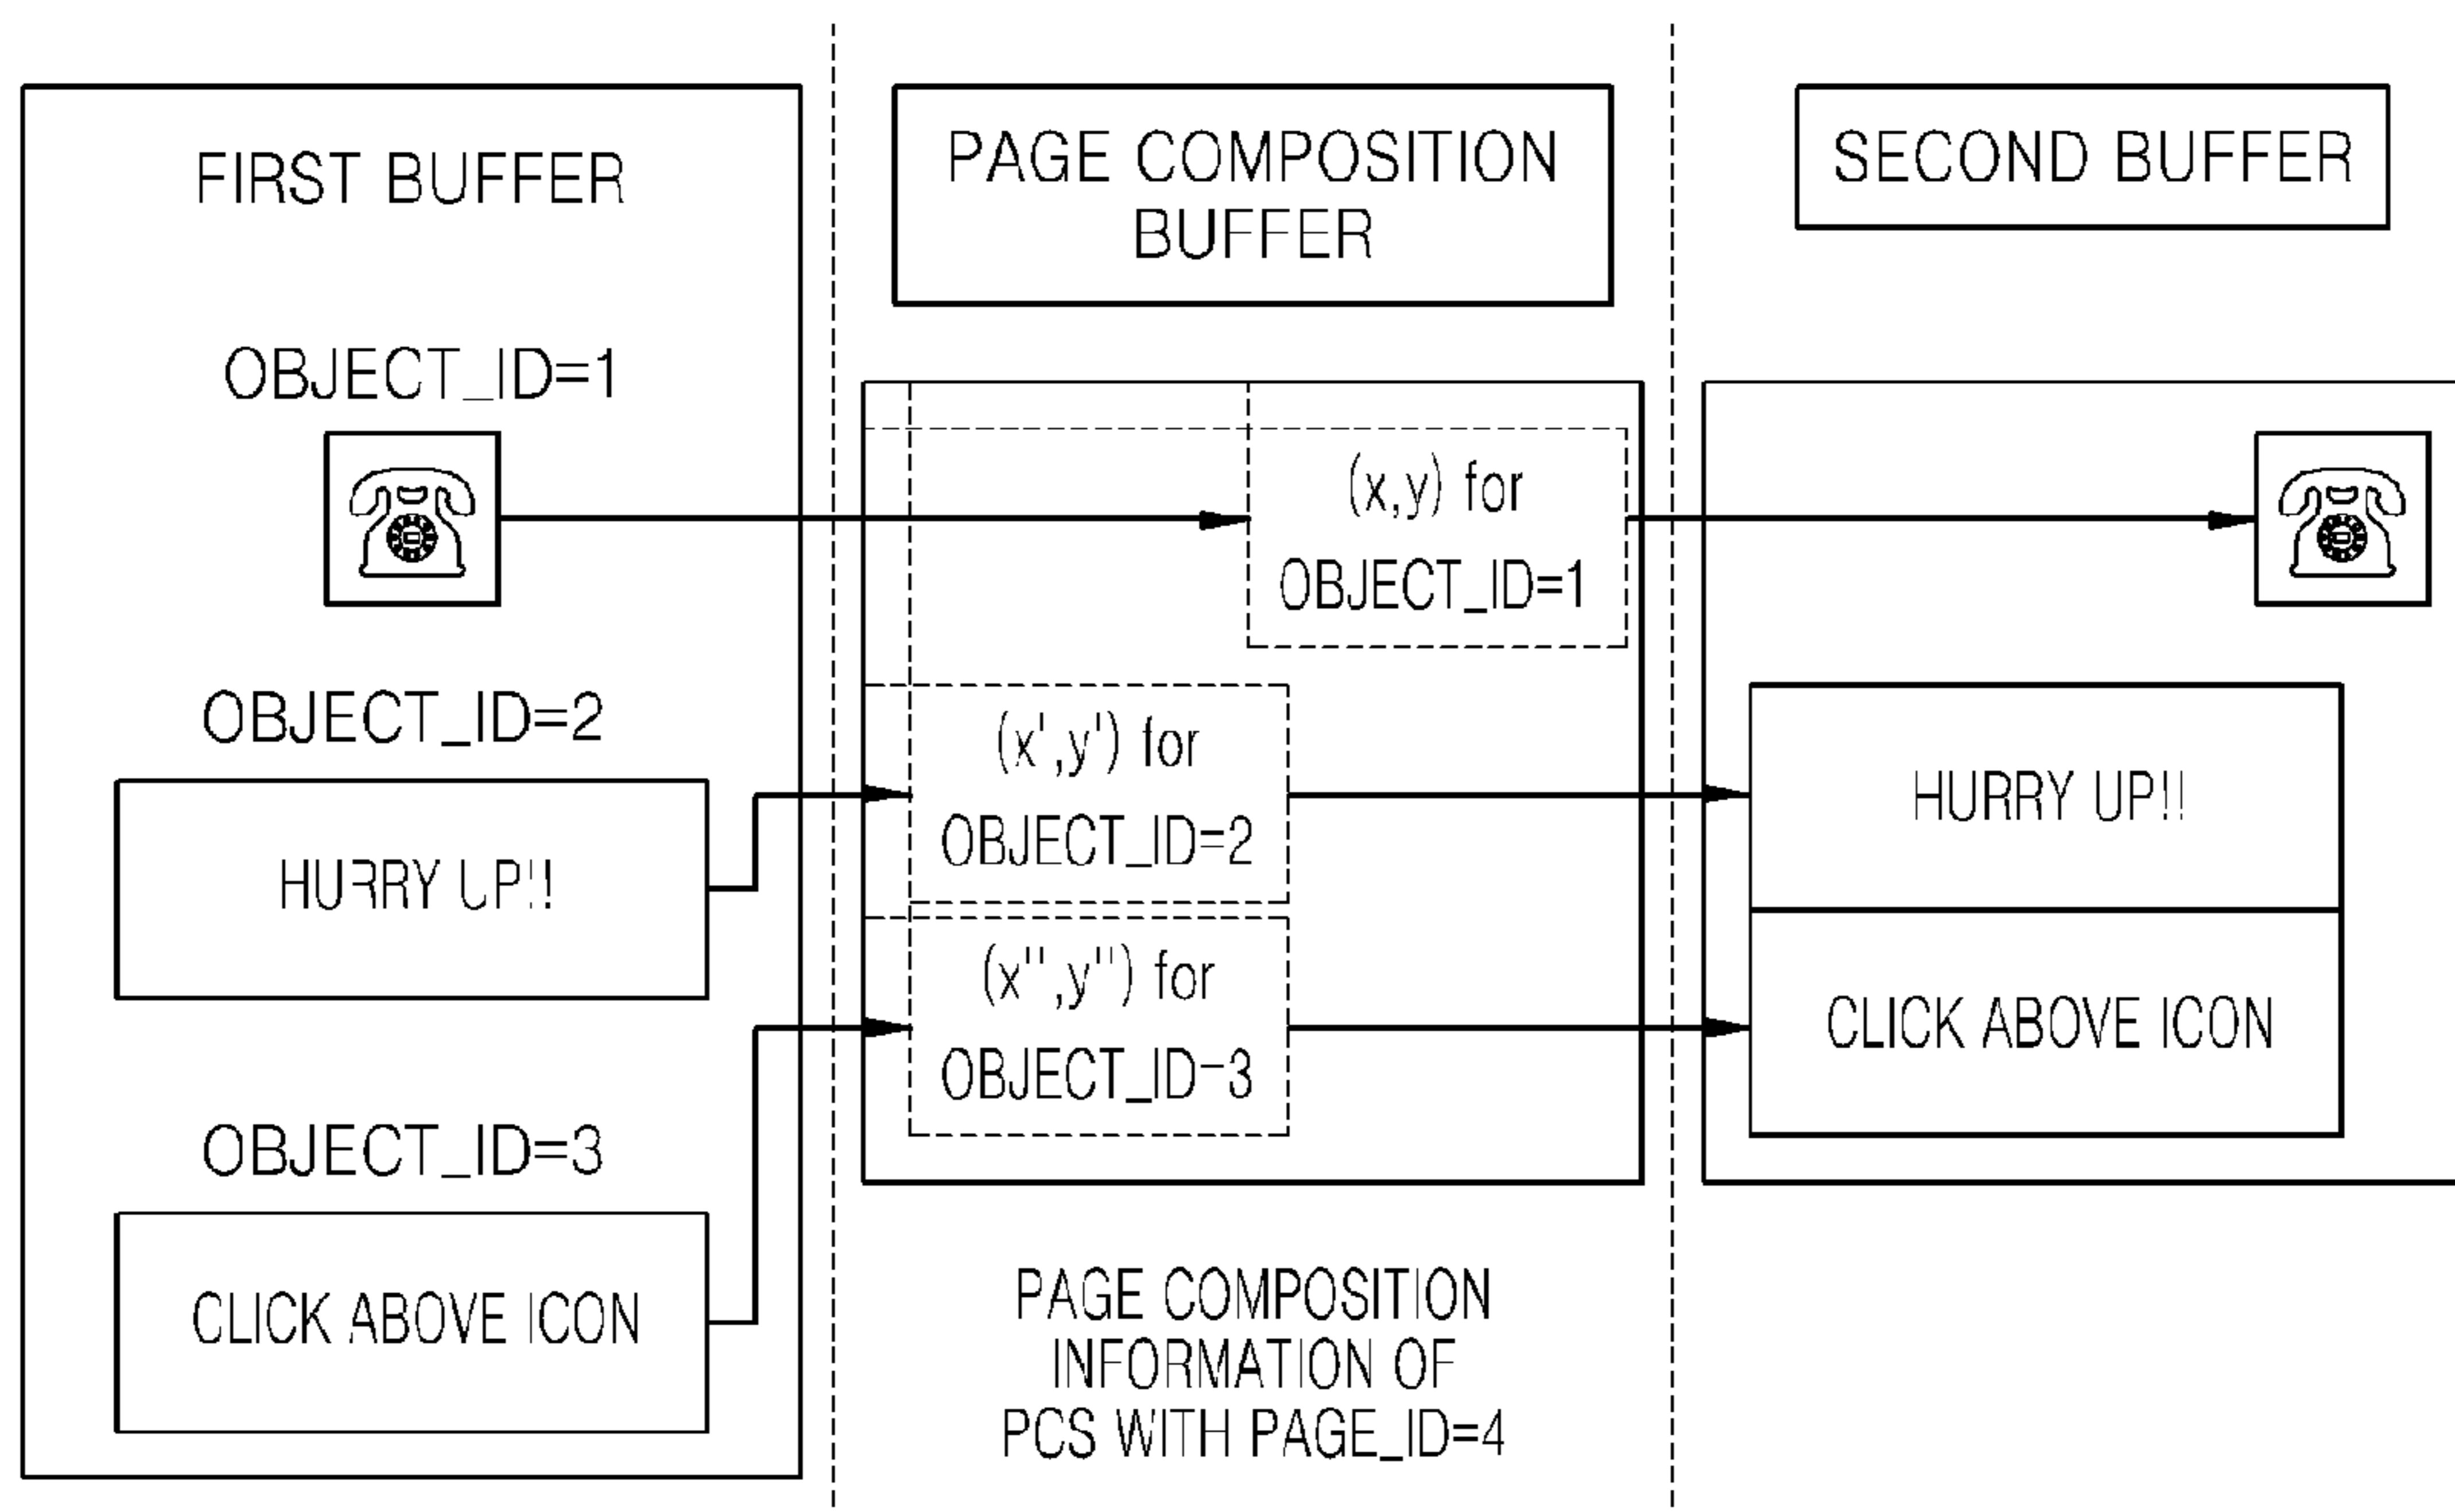 FIRST BUFFER
OBJECT_ID=1
OBJECT_ID=2
HURRY UP!!
OBJECT_ID=3
CLICK ABOVE ICON
PAGE COMPOSITION
BUFFER
(x,y) for
OBJECT_ID=1
(x',y') for
OBJECT_ID=2
(x'',y'') for
OBJECT_ID=3
PAGE COMPOSITION
INFORMATION OF
PCS WITH PAGE_ID=4
SECOND BUFFER
HURRY UP!!
CLICK ABOVE ICON